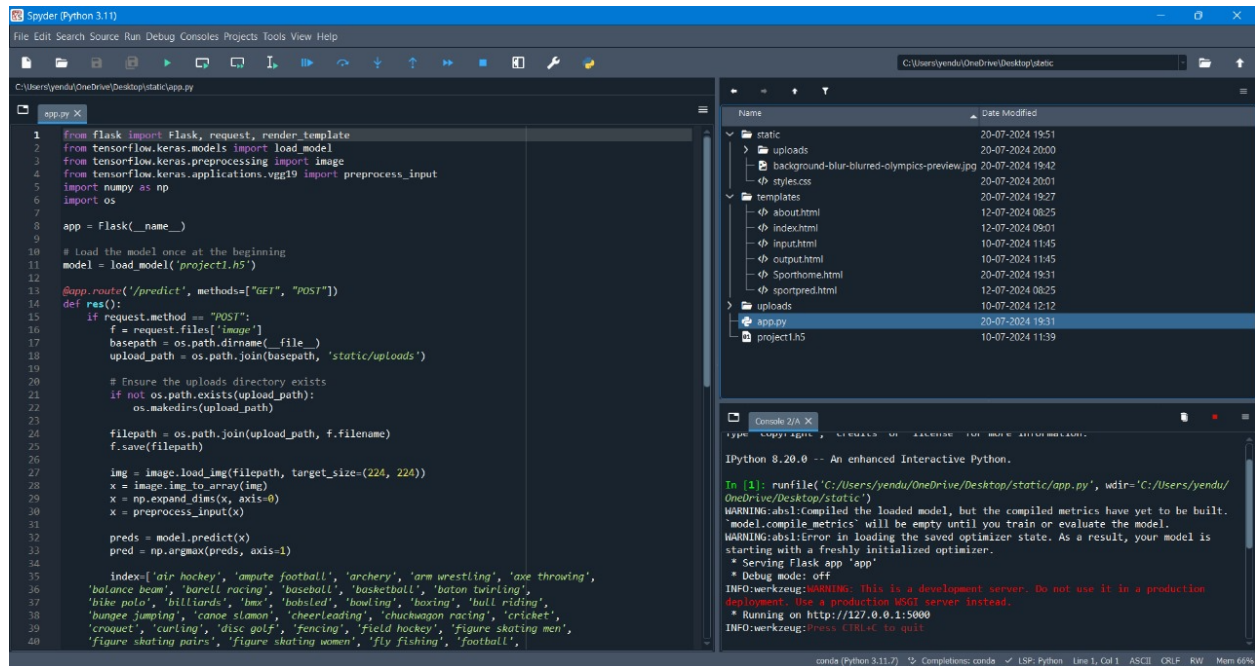 Spyder (Python 3.11)
File Edit Search Source Run Debug Consoles Projects Tools View Help
C:\Users\yendu\OneDrive\Desktop\static
C:\Users\yendu\OneDrive\Desktop\static\app.py
app.py
1 from flask import Flask, request, render_template
2 from tensorflow.keras.models import load_model
3 from tensorflow.keras.preprocessing import image
4 from tensorflow.keras.applications.vgg19 import preprocess_input
5 import numpy as np
6 import os
7
8 app = Flask(__name__)
9
10 # Load the model once at the beginning
11 model = load_model('project1.h5')
12
13 @app.route('/predict', methods=["GET", "POST"])
14 def res():
15 if request.method == "POST":
16 f = request.files['image']
17 basepath = os.path.dirname(__file__)
18 upload_path = os.path.join(basepath, 'static/uploads')
19
20 # Ensure the uploads directory exists
21 if not os.path.exists(upload_path):
22 os.makedirs(upload_path)
23
24 filepath = os.path.join(upload_path, f.filename)
25 f.save(filepath)
26
27 img = image.load_img(filepath, target_size=(224, 224))
28 x = image.img_to_array(img)
29 x = np.expand_dims(x, axis=0)
30 x = preprocess_input(x)
31
32 preds = model.predict(x)
33 pred = np.argmax(preds, axis=1)
34
35 index=['air hockey', 'ampute football', 'archery', 'arm wrestling', 'axe throwing',
36 'balance beam', 'barell racing', 'baseball', 'basketball', 'baton twirling',
37 'bike polo', 'billiards', 'bmx', 'bobsled', 'bowling', 'boxing', 'bull riding',
38 'bungee jumping', 'canoe slamon', 'cheerleading', 'chuckwagon racing', 'cricket',
39 'croquet', 'curling', 'disc golf', 'fencing', 'field hockey', 'figure skating men',
40 'figure skating pairs', 'figure skating women', 'fly fishing', 'football',
Name Date Modified
static 20-07-2024 19:51
uploads 20-07-2024 20:00
background-blur-blurred-olympics-preview.jpg 20-07-2024 19:42
styles.css 20-07-2024 20:01
templates 20-07-2024 19:27
about.html 12-07-2024 08:25
index.html 12-07-2024 09:01
input.html 10-07-2024 11:45
output.html 10-07-2024 11:45
Sporthome.html 20-07-2024 19:31
sportpred.html 12-07-2024 08:25
uploads 10-07-2024 12:12
app.py 20-07-2024 19:31
project1.h5 10-07-2024 11:39
Console 2/A
Type "copyright", "credits" or "license" for more information.
IPython 8.20.0 -- An enhanced Interactive Python.
In [1]: runfile('C:/Users/yendu/OneDrive/Desktop/static/app.py', wdir='C:/Users/yendu/
OneDrive/Desktop/static')
WARNING:absl:Compiled the loaded model, but the compiled metrics have yet to be built.
`model.compile_metrics` will be empty until you train or evaluate the model.
WARNING:absl:Error in loading the saved optimizer state. As a result, your model is
starting with a freshly initialized optimizer.
* Serving Flask app 'app'
* Debug mode: off
INFO:werkzeug:WARNING: This is a development server. Do not use it in a production
deployment. Use a production WSGI server instead.
* Running on http://127.0.0.1:5000
INFO:werkzeug:Press CTRL+C to quit
conda (Python 3.11.7) Completions: conda LSP: Python Line 1, Col 1 ASCII CRLF RW Mem 66%